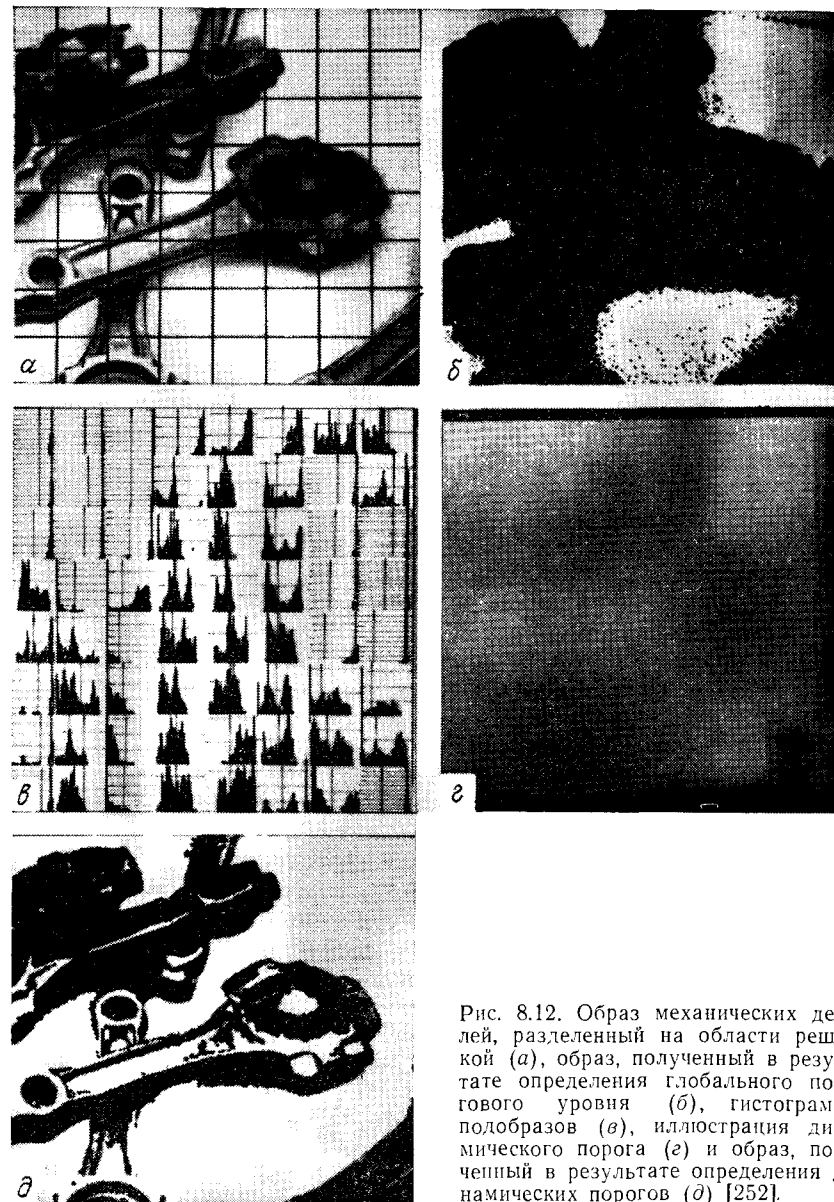 а
б
в
г
д
Рис. 8.12. Образ механических де
лей, разделенный на области реш
кой (а), образ, полученный в резу
тате определения глобального по
гового уровня (б), гистограм
подобразов (в), иллюстрация ди
мического порога (г) и образ, по
ченный в результате определения
намических порогов (д) [252].